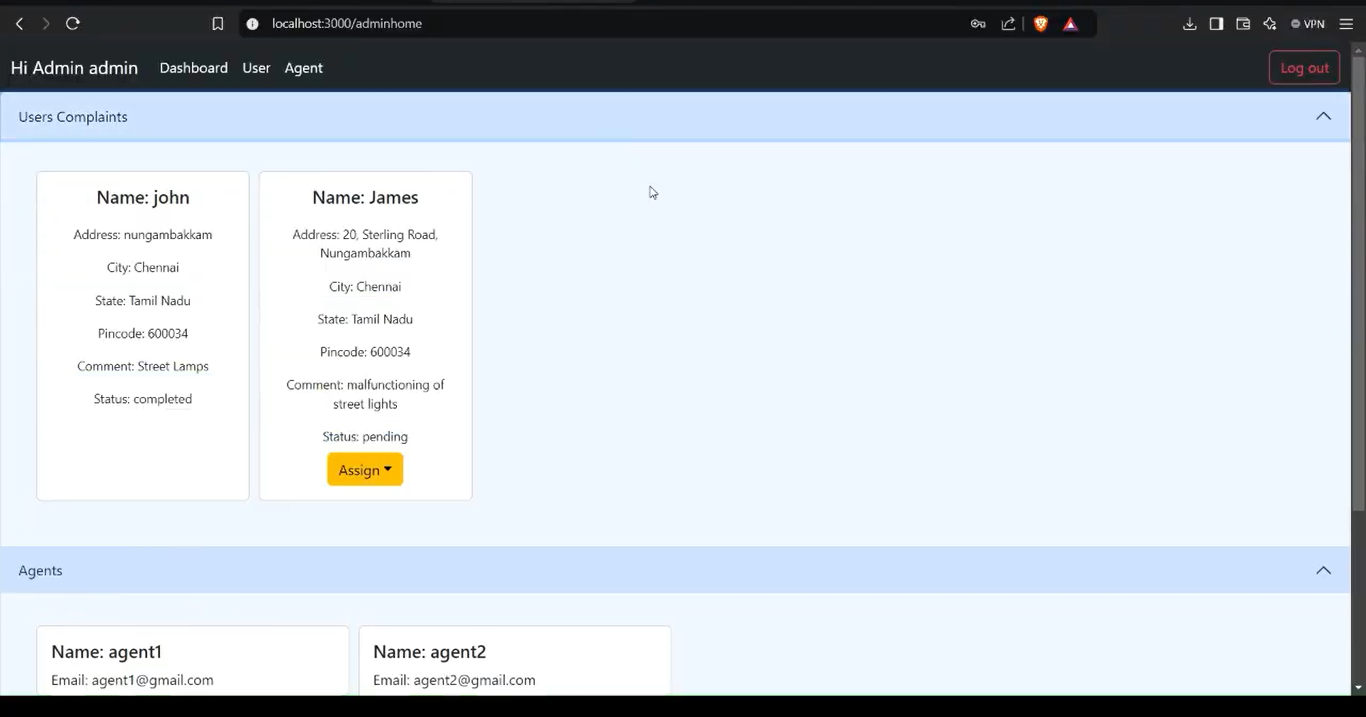 localhost:3000/adminhome
VPN
Hi Admin admin Dashboard User Agent Log out
Users Complaints
Name: john
Address: nungambakkam
City: Chennai
State: Tamil Nadu
Pincode: 600034
Comment: Street Lamps
Status: completed
Name: James
Address: 20, Sterling Road,
Nungambakkam
City: Chennai
State: Tamil Nadu
Pincode: 600034
Comment: malfunctioning of
street lights
Status: pending
Assign
Agents
Name: agent1
Email: agent1@gmail.com
Name: agent2
Email: agent2@gmail.com